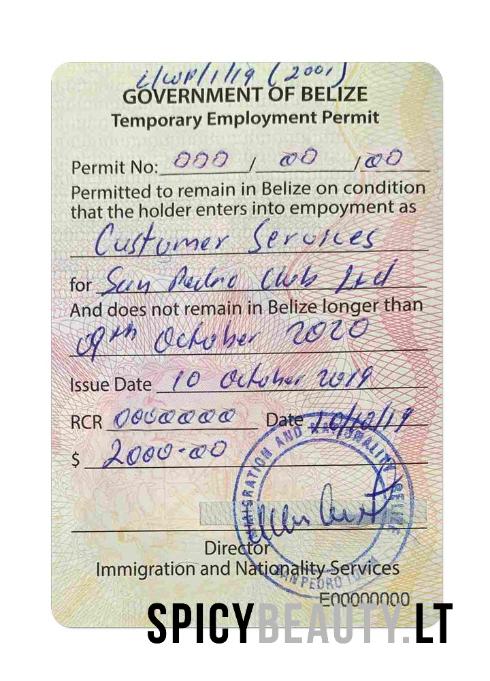 i/WP/1/19 (2001)
GOVERNMENT OF BELIZE
Temporary Employment Permit
Permit No: 000 / 00 /00
Permitted to remain in Belize on condition
that the holder enters into empoyment as
Customer Services
for San Pedro Club Ltd
And does not remain in Belize longer than
09th October 2020
Issue Date 10 October 2019
RCR 0000000 Date 10/10/19
$ 2000-00
IMMIGRATION AND NATIONALITY BELIZE
Director
Immigration and Nationality Services
SAN PEDRO
E00000000
SPICYBEAUTY.LT